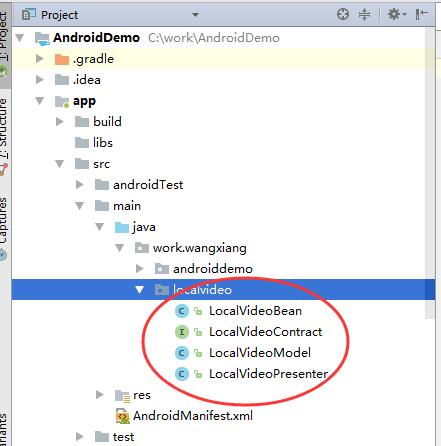 Project
AndroidDemo C:\work\AndroidDemo
.gradle
.idea
app
build
libs
src
androidTest
main
java
work.wangxiang
androiddemo
localvideo
LocalVideoBean
LocalVideoContract
LocalVideoModel
LocalVideoPresenter
res
AndroidManifest.xml
test
1: Project
7: Structure
Captures